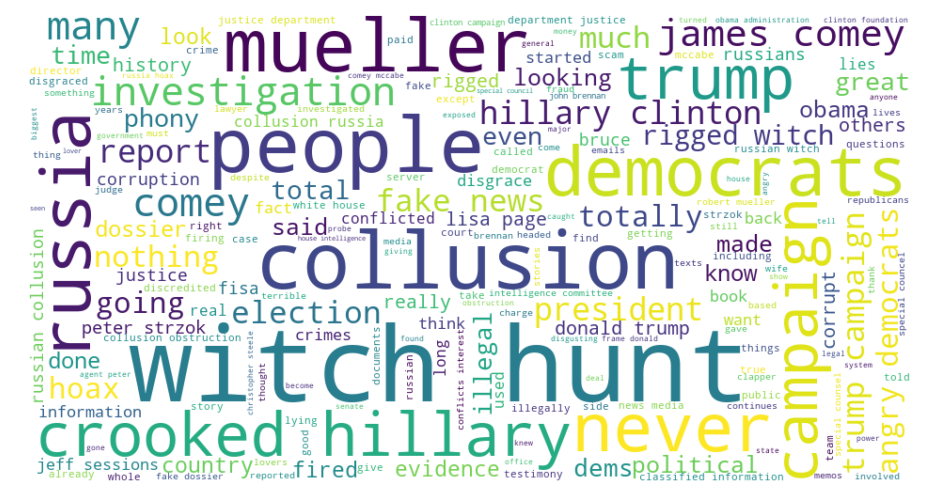 many
mueller
justice department
clinton campaign
department justice
turned
obama administration
clinton foundation
time
history
look
crime
paid
money
general
started
scam
much
james comey
mccabe
russians
lies
director
disgraced
something
russia hoax
comey mccabe
special council
fake
rigged
looking
fraud
john brennan
trump
great
anyone
investigation
except
hillary clinton
obama
lives
others
biggest
years
lawyer
investigated
phony
collusion russia
exposed
major
emails
even
bruce
rigged witch
questions
government
must
called
come
russian witch
thing
lover
report
people
democrat
disgrace
server
house
angry
democrats
corruption
judge
despite
total
white house
robert mueller
republicans
russia
comey
fact
fake news
conflicted
lisa page
totally
strzok
back
still
tell
seen
dossier
right
said
court
caught
firing
case
house intelligence
probe
brennan
headed
find
getting
made
including
nothing
discredited
media
giving
collusion
stories
texts
know
wife
show
justice
fisa
really
take
intelligence committee
book
based
thank
special councel
going
real
terrible
obstruction
election
charge
president
want
gave
corrupt
campaign
peter strzok
crimes
think
donald trump
things
legal
system
russian collusion
collusion obstruction
found
disgusting
frame donald
true
clapper
told
done
agent peter
christopher steele
thought
become
witch hunt
documents
russian
long
conflicts interest
illegal
used
deal
public
hoax
story
senate
illegally
side
news media
continues
team
special counsel
power
trump campaign
angry democrats
campaign
information
lying
good
knew
never
state
crooked hillary
gone
jeff sessions
country
lovers
fired
give
evidence
office
dems
political
already
whole
fake dossier
reported
testimony
classified information
memos
involved